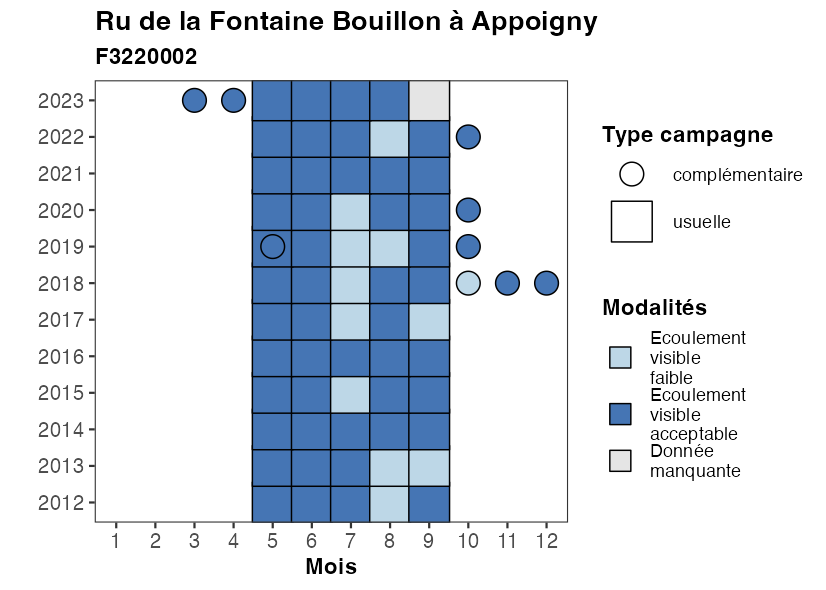 Ru de la Fontaine Bouillon à Appoigny
F3220002
2023
2022
2021
2020
2019
2018
2017
2016
2015
2014
2013
2012
1 2 3 4 5 6 7 8 9 10 11 12
Mois
Type campagne
complémentaire
usuelle
Modalités
Ecoulement
visible
faible
Ecoulement
visible
acceptable
Donnée
manquante